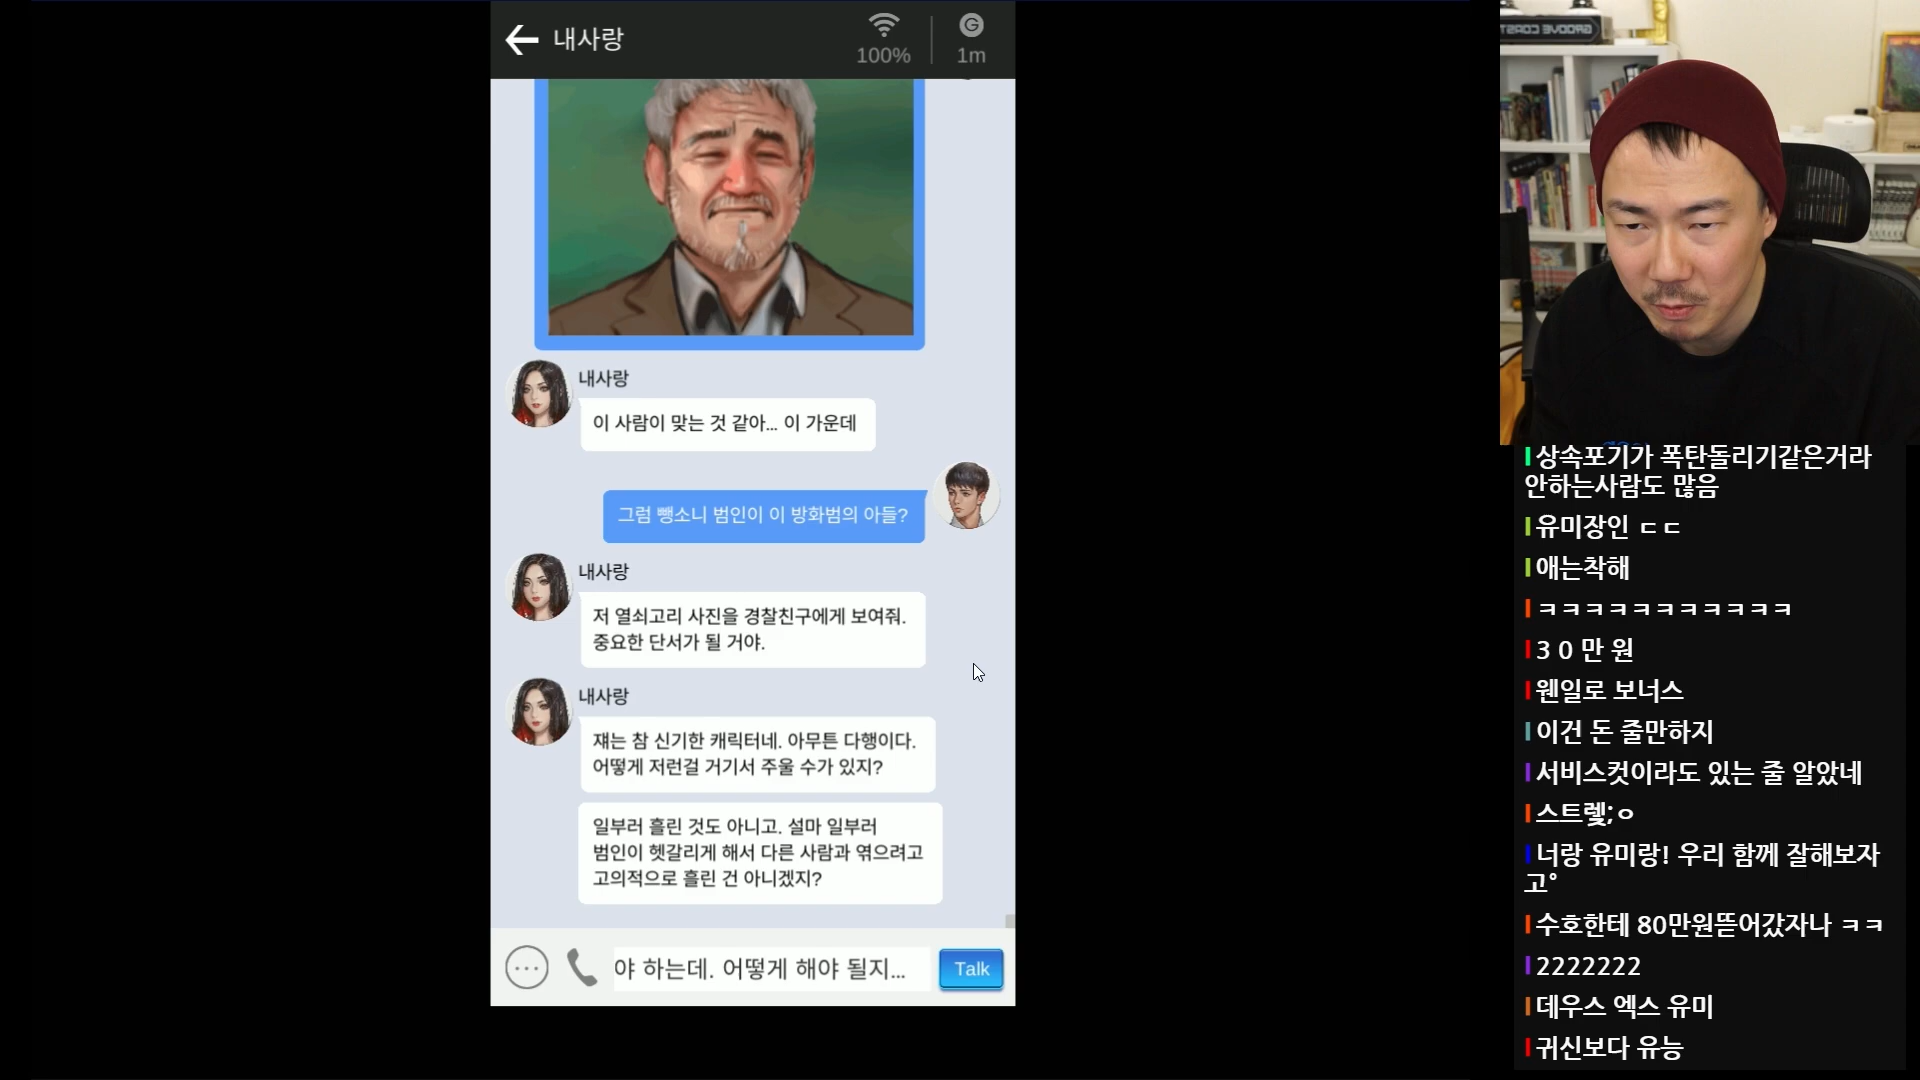 내사랑
100%
G
1m
내사랑
이 사람이 맞는 것 같아... 이 가운데
그럼 뺑소니 범인이 이 방화범의 아들?
내사랑
저 열쇠고리 사진을 경찰친구에게 보여줘.
중요한 단서가 될 거야.
내사랑
쟤는 참 신기한 캐릭터네. 아무튼 다행이다.
어떻게 저런걸 거기서 주울 수가 있지?
일부러 흘린 것도 아니고. 설마 일부러
범인이 헷갈리게 해서 다른 사람과 엮으려고
고의적으로 흘린 건 아니겠지?
야 하는데. 어떻게 해야 될지...
Talk
상속포기가 폭탄돌리기같은거라
안하는사람도 많음
유미장인 ㄷㄷ
애는착해
ㅋㅋㅋㅋㅋㅋㅋㅋㅋㅋㅋ
3 0 만 원
웬일로 보너스
이건 돈 줄만하지
서비스컷이라도 있는 줄 알았네
스트렟;ㅇ
너랑 유미랑! 우리 함께 잘해보자
고°
수호한테 80만원뜯어갔자나 ㅋㅋ
2222222
데우스 엑스 유미
귀신보다 유능